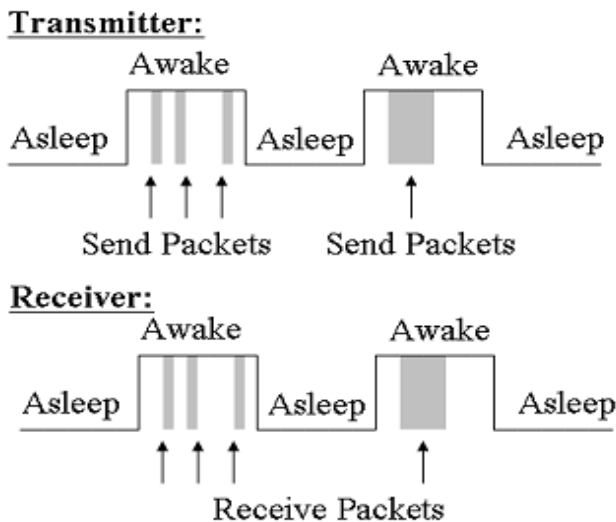 Transmitter:
Awake Awake
Asleep Asleep Asleep
Send Packets Send Packets
Receiver:
Awake Awake
Asleep Asleep Asleep
Receive Packets